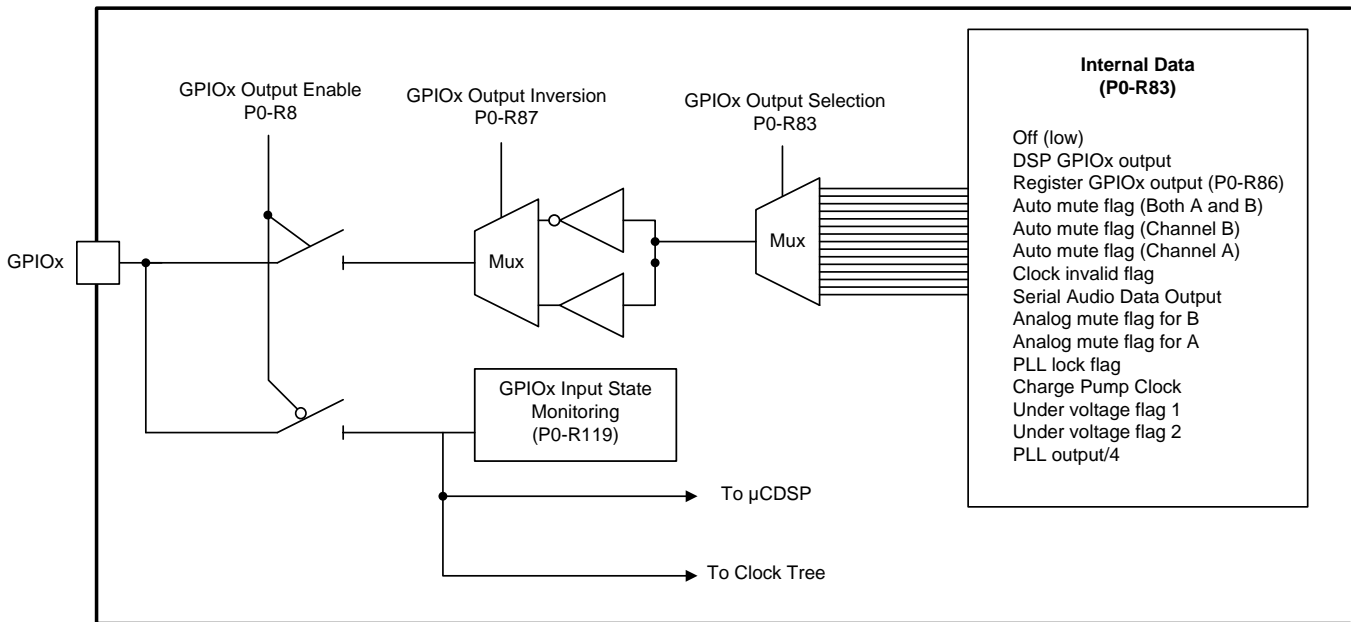 GPIOx Output Enable
P0-R8
GPIOx Output Inversion
P0-R87
GPIOx Output Selection
P0-R83
Internal Data
(P0-R83)
Off (low)
DSP GPIOx output
Register GPIOx output (P0-R86)
Auto mute flag (Both A and B)
Auto mute flag (Channel B)
Auto mute flag (Channel A)
Clock invalid flag
Serial Audio Data Output
Analog mute flag for B
Analog mute flag for A
PLL lock flag
Charge Pump Clock
Under voltage flag 1
Under voltage flag 2
PLL output/4
GPIOx
Mux
Mux
GPIOx Input State
Monitoring
(P0-R119)
To µCDSP
To Clock Tree